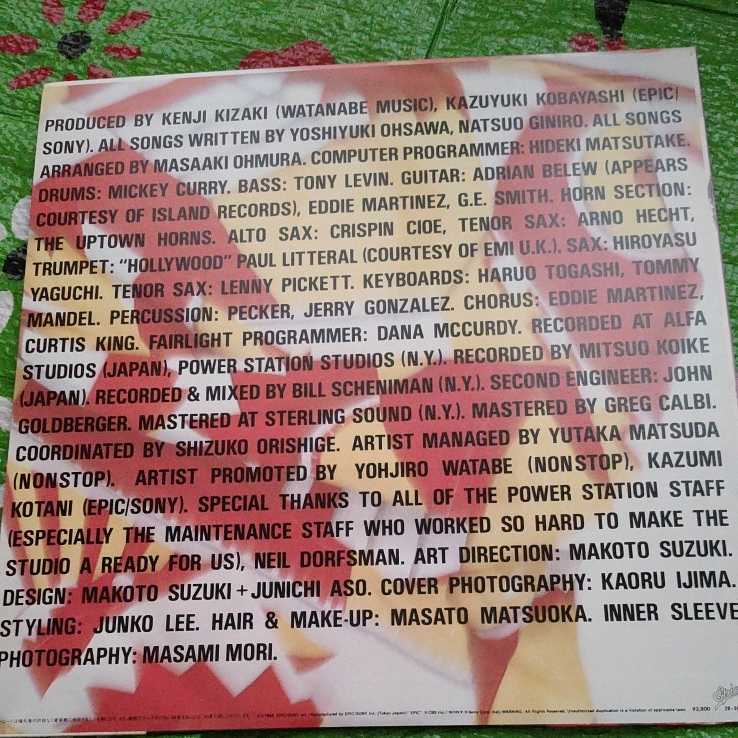 PRODUCED BY KENJI KIZAKI (WATANABE MUSIC), KAZUYUKI KOBAYASHI (EPIC/
SONY). ALL SONGS WRITTEN BY YOSHIYUKI OHSAWA, NATSUO GINIRO. ALL SONGS
ARRANGED BY MASAAKI OHMURA. COMPUTER PROGRAMMER: HIDEKI MATSUTAKE.
DRUMS: MICKEY CURRY. BASS: TONY LEVIN. GUITAR: ADRIAN BELEW (APPEARS
COURTESY OF ISLAND RECORDS), EDDIE MARTINEZ, G.E. SMITH. HORN SECTION:
THE UPTOWN HORNS. ALTO SAX: CRISPIN CIOE, TENOR SAX: ARNO HECHT,
TRUMPET: "HOLLYWOOD" PAUL LITTERAL (COURTESY OF EMI U.K.). SAX: HIROYASU
YAGUCHI. TENOR SAX: LENNY PICKETT. KEYBOARDS: HARUO TOGASHI, TOMMY
MANDEL. PERCUSSION: PECKER, JERRY GONZALEZ. CHORUS: EDDIE MARTINEZ,
CURTIS KING. FAIRLIGHT PROGRAMMER: DANA MCCURDY. RECORDED AT ALFA
STUDIOS (JAPAN), POWER STATION STUDIOS (N.Y.). RECORDED BY MITSUO KOIKE
(JAPAN). RECORDED & MIXED BY BILL SCHENIMAN (N.Y.). SECOND ENGINEER: JOHN
GOLDBERGER. MASTERED AT STERLING SOUND (N.Y.). MASTERED BY GREG CALBI.
COORDINATED BY SHIZUKO ORISHIGE. ARTIST MANAGED BY YUTAKA MATSUDA
(NONSTOP). ARTIST PROMOTED BY YOHJIRO WATABE (NONSTOP), KAZUMI
KOTANI (EPIC/SONY). SPECIAL THANKS TO ALL OF THE POWER STATION STAFF
(ESPECIALLY THE MAINTENANCE STAFF WHO WORKED SO HARD TO MAKE THE
STUDIO A READY FOR US), NEIL DORFSMAN. ART DIRECTION: MAKOTO SUZUKI.
DESIGN: MAKOTO SUZUKI + JUNICHI ASO. COVER PHOTOGRAPHY: KAORU IJIMA.
STYLING: JUNKO LEE. HAIR & MAKE-UP: MASATO MATSUOKA. INNER SLEEVE
PHOTOGRAPHY: MASAMI MORI.
¥2,800